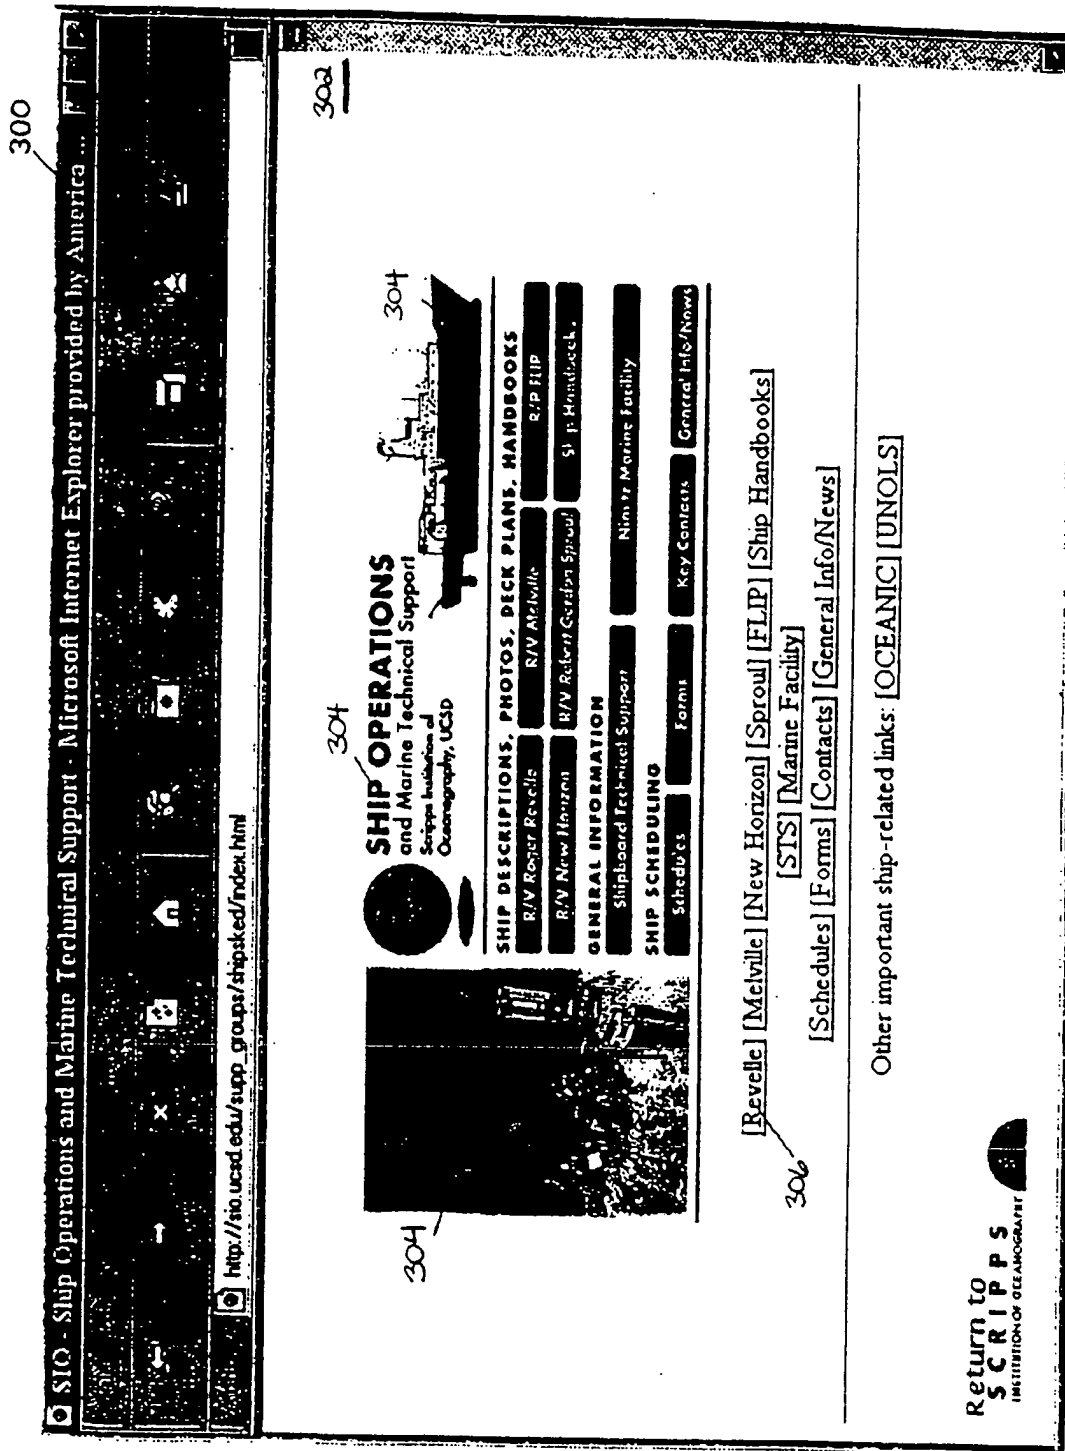 300
SIO - Ship Operations and Marine Technical Support - Microsoft Internet Explorer provided by America ...
http://sio.ucsd.edu/supp_groups/shipsked/index.html
302
304
SHIP OPERATIONS
and Marine Technical Support
Scripps Institution of
Oceanography, UCSD
304
304
SHIP DESCRIPTIONS, PHOTOS, DECK PLANS, HANDBOOKS
R/V Roger Revelle
R/V Melville
R/P FLIP
R/V New Horizon
R/V Robert Gordon Sproul
Ship Handbooks
GENERAL INFORMATION
Shipboard Technical Support
Nimitz Marine Facility
SHIP SCHEDULING
Schedules
Forms
Key Contacts
General Info/News
[Revelle] [Melville] [New Horizon] [Sproul] [FLIP] [Ship Handbooks]
306
[STS] [Marine Facility]
[Schedules] [Forms] [Contacts] [General Info/News]
Other important ship-related links: [OCEANIC] [UNOLS]
Return to
SCRIPPS
INSTITUTION OF OCEANOGRAPHY